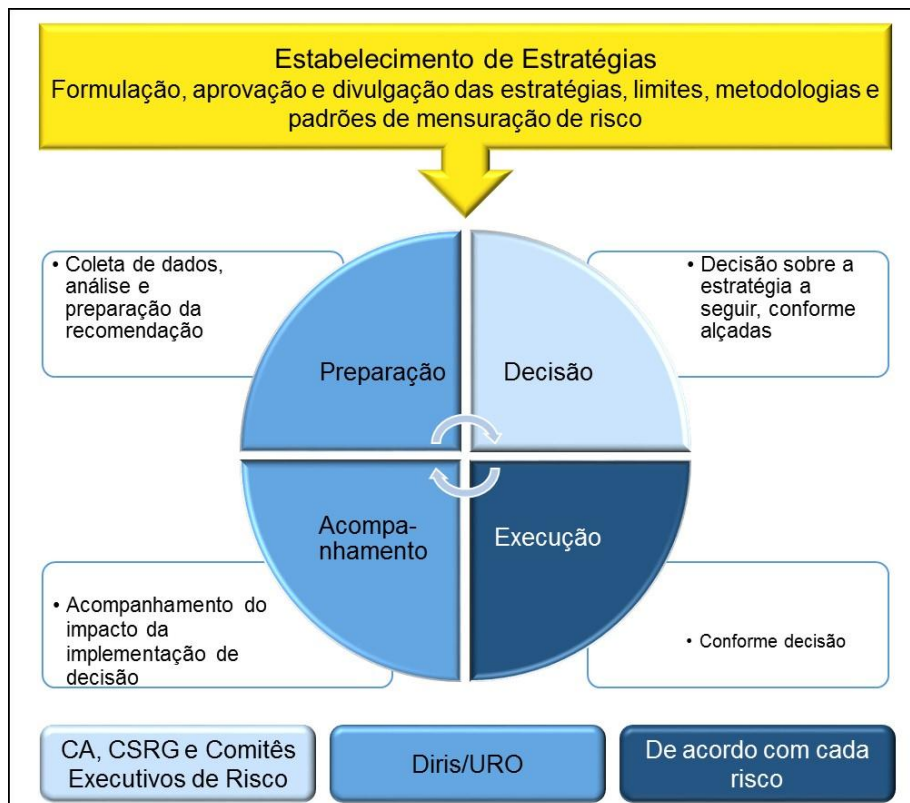 Estabelecimento de Estratégias
Formulação, aprovação e divulgação das estratégias, limites, metodologias e
padrões de mensuração de risco
• Coleta de dados,
análise e
preparação da
recomendação
Preparação
Decisão
• Decisão sobre a
estratégia a
seguir, conforme
alçadas
Acompa-
nhamento
Execução
• Acompanhamento do
impacto da
implementação de
decisão
• Conforme decisão
CA, CSRG e Comitês
Executivos de Risco
Diris/URO
De acordo com cada
risco